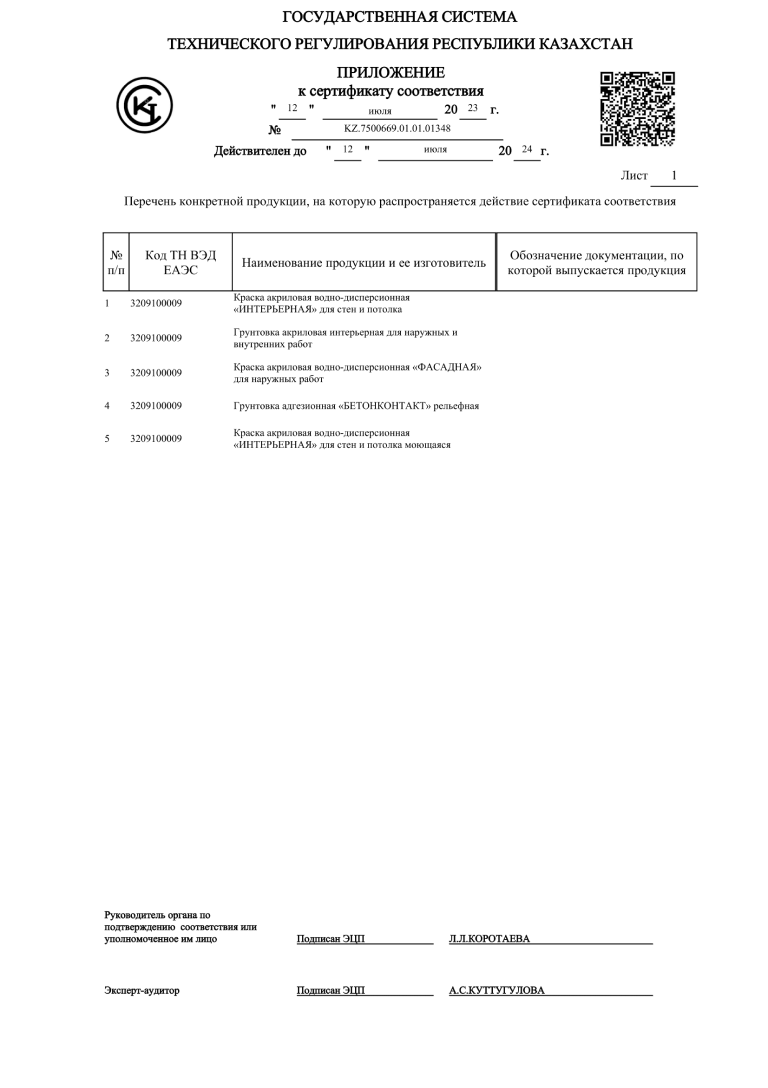 ГОСУДАРСТВЕННАЯ СИСТЕМА
ТЕХНИЧЕСКОГО РЕГУЛИРОВАНИЯ РЕСПУБЛИКИ КАЗАХСТАН
ПРИЛОЖЕНИЕ
к сертификату соответствия
" 12 " июля 20 23 г.
№ KZ.7500669.01.01.01348
Действителен до " 12 " июля 20 24 г.
Лист 1
Перечень конкретной продукции, на которую распространяется действие сертификата соответствия
№ п/п
Код ТН ВЭД ЕАЭС
Наименование продукции и ее изготовитель
Обозначение документации, по
которой выпускается продукция
1 3209100009 Краска акриловая водно-дисперсионная
«ИНТЕРЬЕРНАЯ» для стен и потолка
2 3209100009 Грунтовка акриловая интерьерная для наружных и
внутренних работ
3 3209100009 Краска акриловая водно-дисперсионная «ФАСАДНАЯ»
для наружных работ
4 3209100009 Грунтовка адгезионная «БЕТОНКОНТАКТ» рельефная
5 3209100009 Краска акриловая водно-дисперсионная
«ИНТЕРЬЕРНАЯ» для стен и потолка моющаяся
Руководитель органа по
подтверждению соответствия или
уполномоченное им лицо Подписан ЭЦП Л.Л.КОРОТАЕВА
Эксперт-аудитор Подписан ЭЦП А.С.КУТТУГУЛОВА